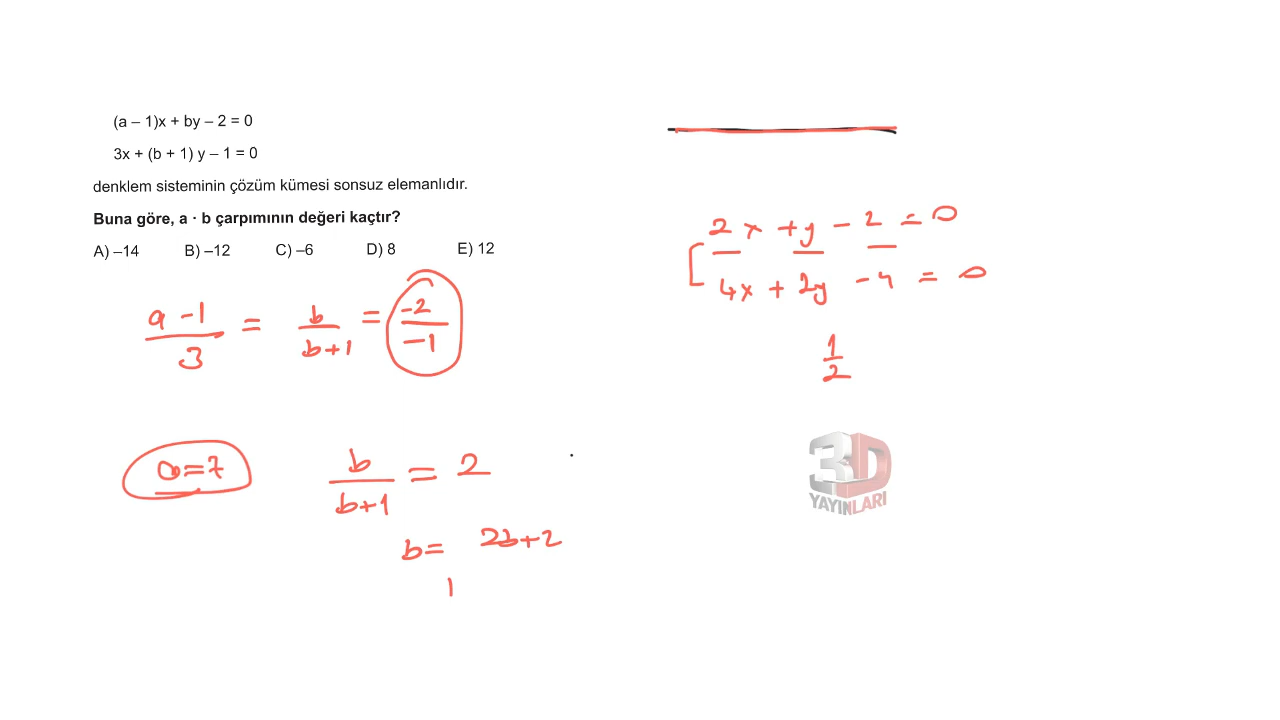 (a – 1)x + by – 2 = 0
3x + (b + 1) y – 1 = 0
denklem sisteminin çözüm kümesi sonsuz elemanlıdır.
Buna göre, a · b çarpımının değeri kaçtır?
A) –14 B) –12 C) –6 D) 8 E) 12
a - 1 / 3 = b / b+1 = -2 / -1
a=7
b / b+1 = 2
b= 2b+2
1
2x + y - 2 = 0
4x + 2y - 4 = 0
1 / 2
3D
YAYINLARI